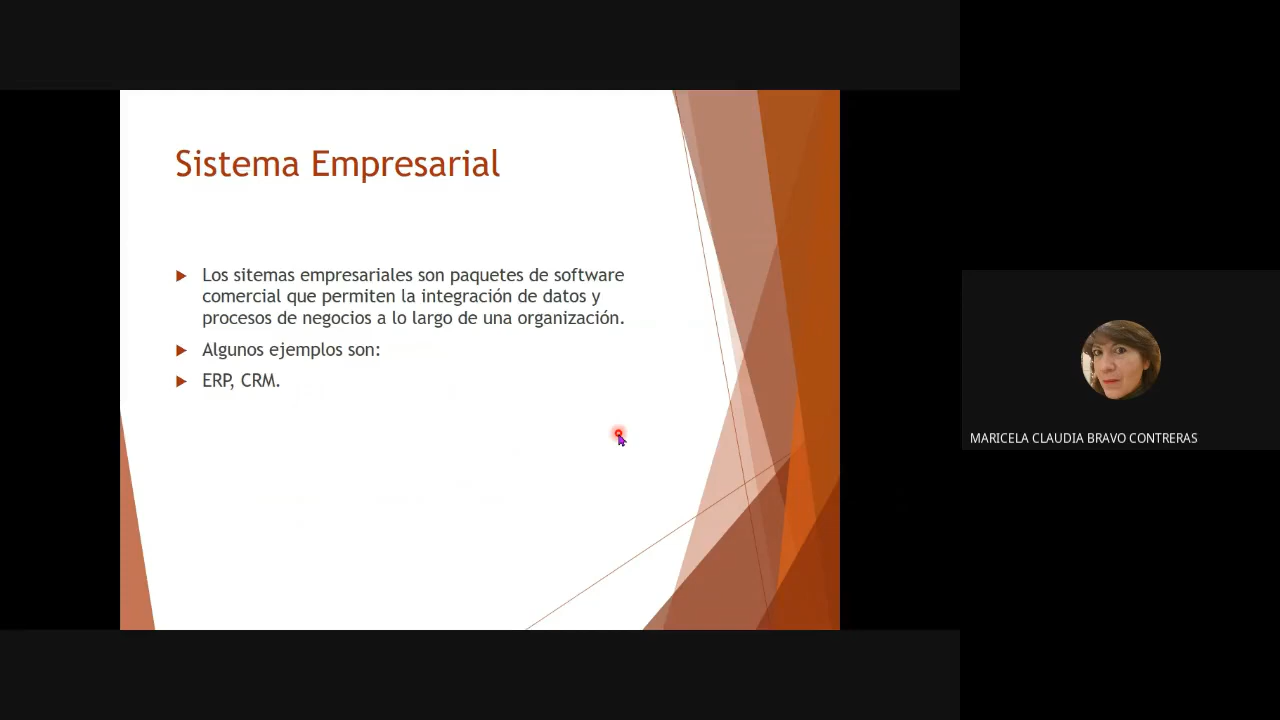 Sistema Empresarial
Los sitemas empresariales son paquetes de software
comercial que permiten la integración de datos y
procesos de negocios a lo largo de una organización.
Algunos ejemplos son:
ERP, CRM.
MARICELA CLAUDIA BRAVO CONTRERAS